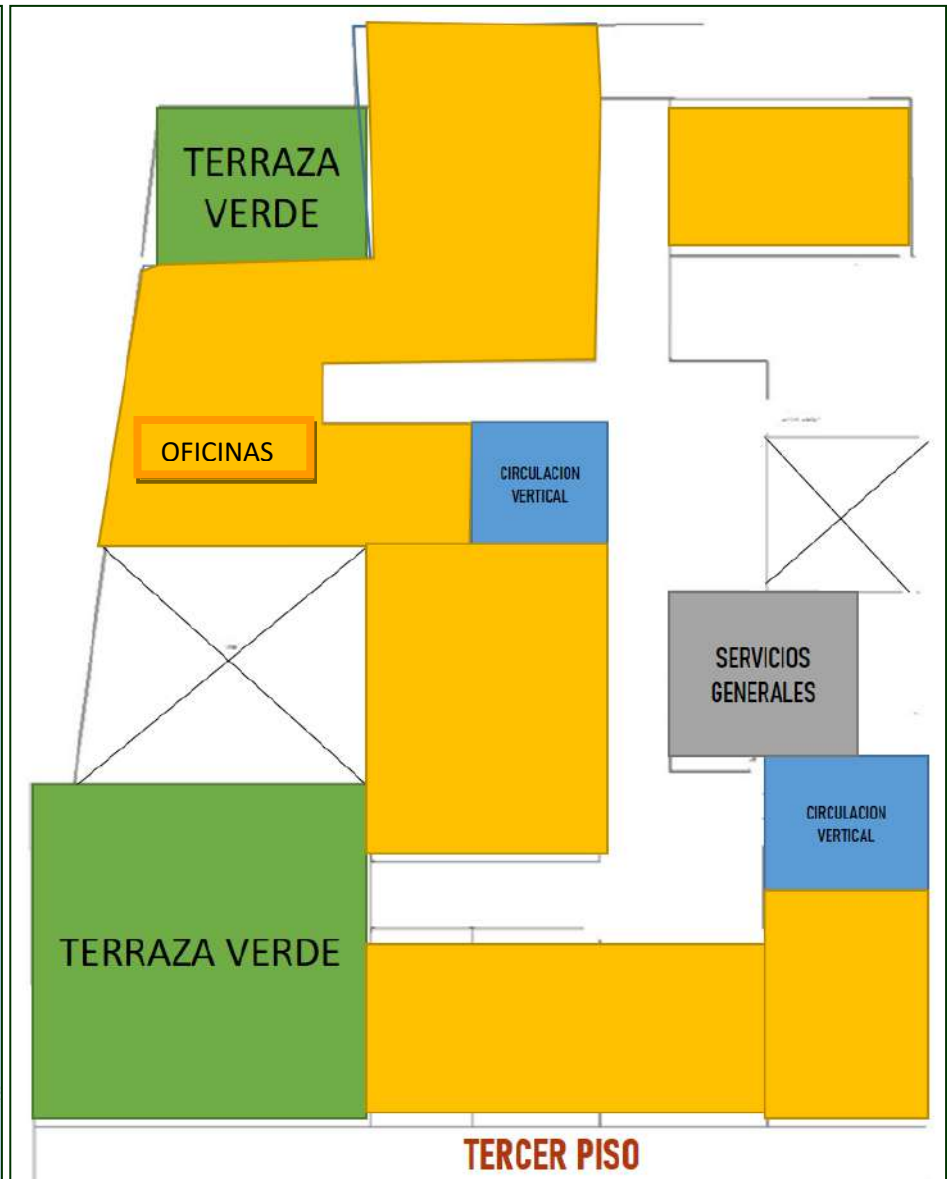 TERRAZA
VERDE
OFICINAS
CIRCULACION
VERTICAL
SERVICIOS
GENERALES
CIRCULACION
VERTICAL
TERRAZA VERDE
TERCER PISO